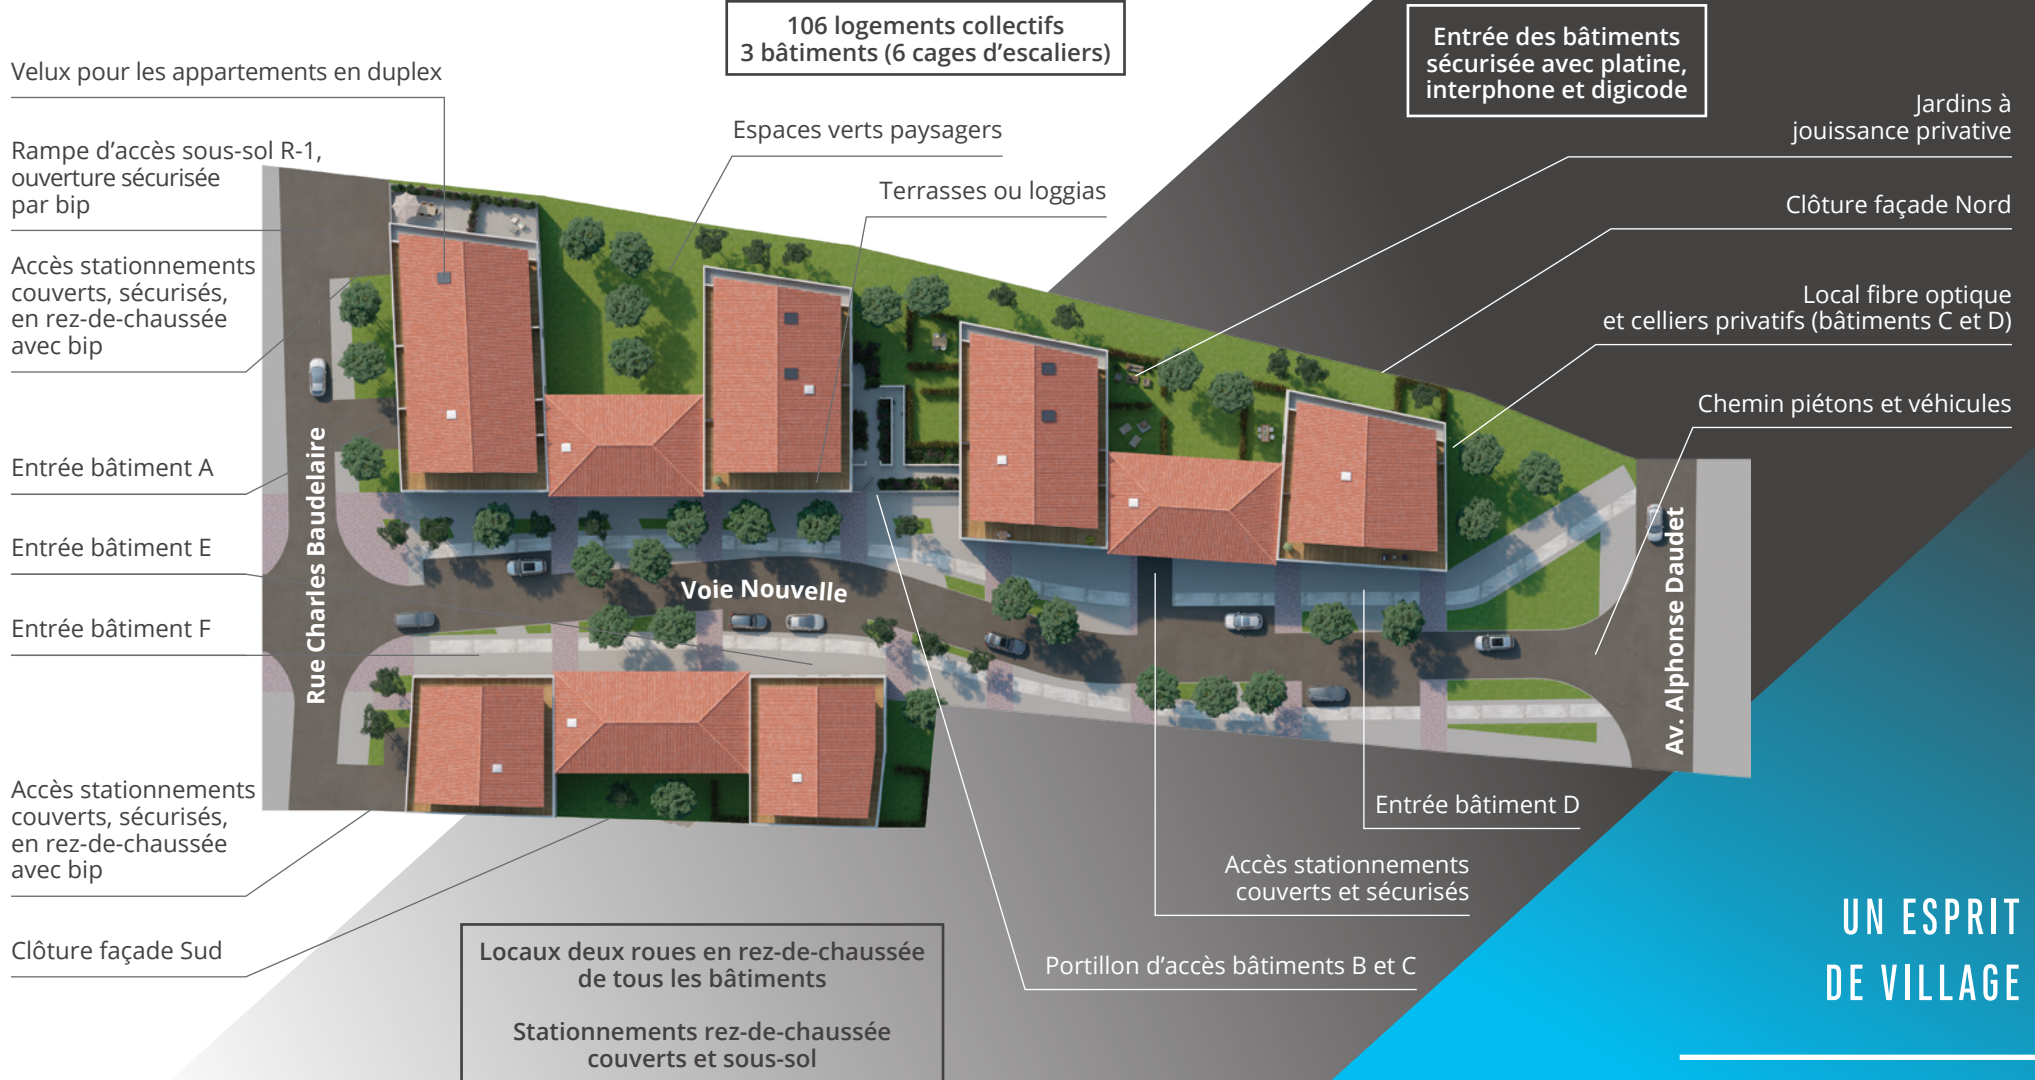 106 logements collectifs
3 bâtiments (6 cages d'escaliers)
Entrée des bâtiments
sécurisée avec platine,
interphone et digicode
Velux pour les appartements en duplex
Rampe d'accès sous-sol R-1,
ouverture sécurisée
par bip
Accès stationnements
couverts, sécurisés,
en rez-de-chaussée
avec bip
Entrée bâtiment A
Entrée bâtiment E
Entrée bâtiment F
Accès stationnements
couverts, sécurisés,
en rez-de-chaussée
avec bip
Clôture façade Sud
Espaces verts paysagers
Terrasses ou loggias
Jardins à
jouissance privative
Clôture façade Nord
Local fibre optique
et celliers privatifs (bâtiments C et D)
Chemin piétons et véhicules
Rue Charles Baudelaire
Voie Nouvelle
Av. Alphonse Daudet
Entrée bâtiment D
Accès stationnements
couverts et sécurisés
Portillon d'accès bâtiments B et C
Locaux deux roues en rez-de-chaussée
de tous les bâtiments
Stationnements rez-de-chaussée
couverts et sous-sol
UN ESPRIT
DE VILLAGE